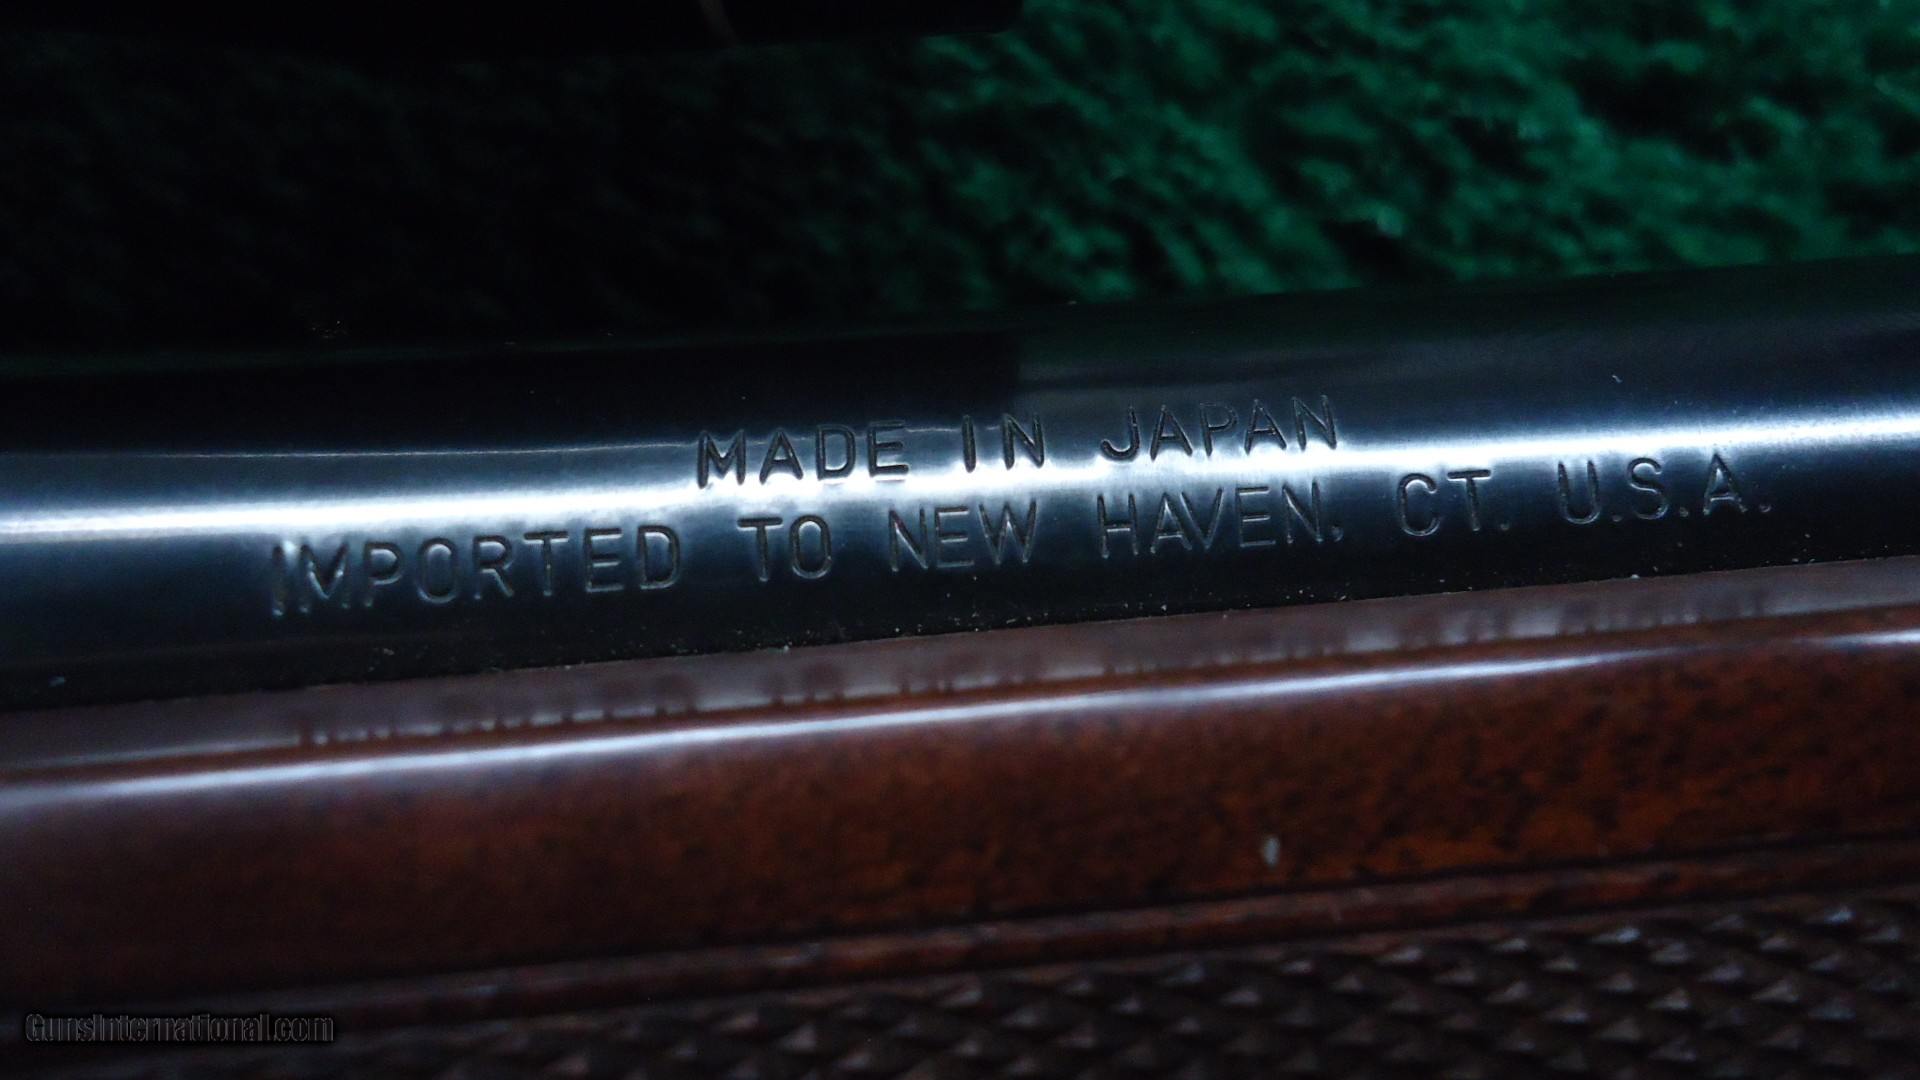 MADE IN JAPAN
IMPORTED TO NEW HAVEN, CT. U.S.A.
GunsInternational.com